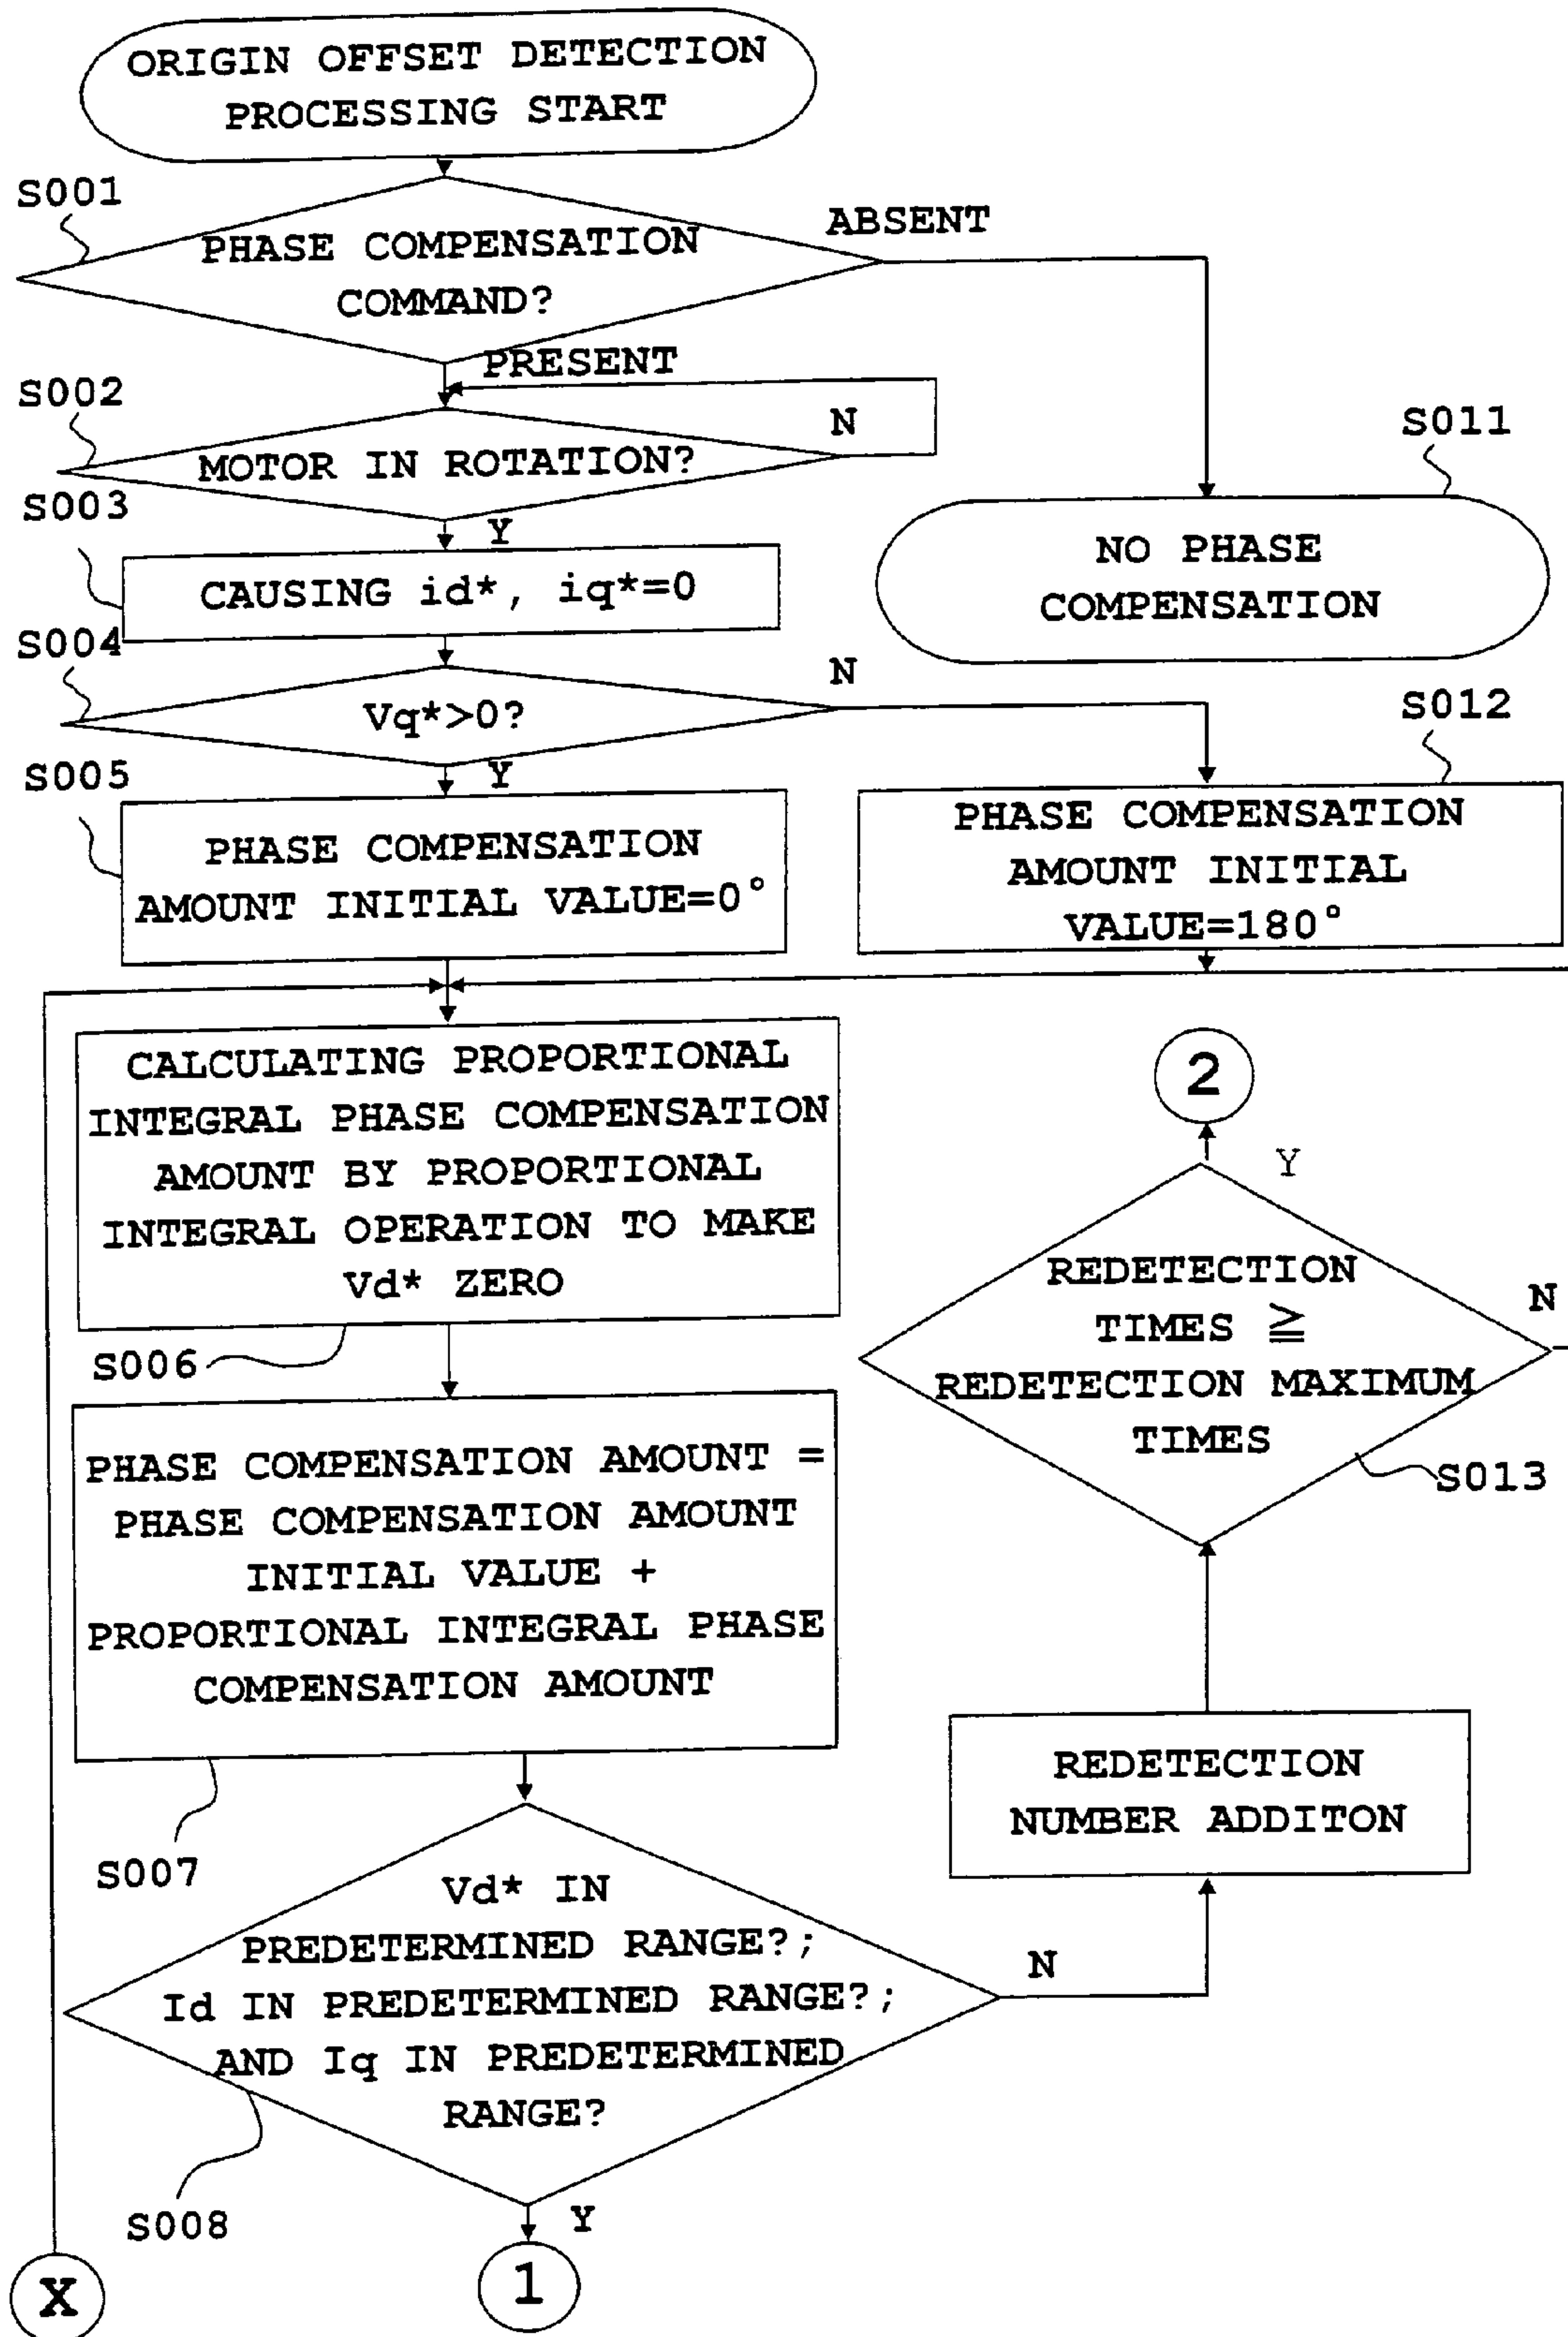 ORIGIN OFFSET DETECTION
PROCESSING START
S001
PHASE COMPENSATION
COMMAND?
ABSENT
PRESENT
S002
MOTOR IN ROTATION?
N
Y
S011
NO PHASE
COMPENSATION
S003
CAUSING id*, iq*=0
S004
Vq*>0?
N
Y
S012
PHASE COMPENSATION
AMOUNT INITIAL
VALUE=180°
S005
PHASE COMPENSATION
AMOUNT INITIAL VALUE=0°
CALCULATING PROPORTIONAL
INTEGRAL PHASE COMPENSATION
AMOUNT BY PROPORTIONAL
INTEGRAL OPERATION TO MAKE
Vd* ZERO
S006
2
Y
REDETECTION
TIMES ≧
REDETECTION MAXIMUM
TIMES
N
S013
PHASE COMPENSATION AMOUNT =
PHASE COMPENSATION AMOUNT
INITIAL VALUE +
PROPORTIONAL INTEGRAL PHASE
COMPENSATION AMOUNT
S007
REDETECTION
NUMBER ADDITON
Vd* IN
PREDETERMINED RANGE?;
Id IN PREDETERMINED RANGE?;
AND Iq IN PREDETERMINED
RANGE?
N
S008
Y
X
1